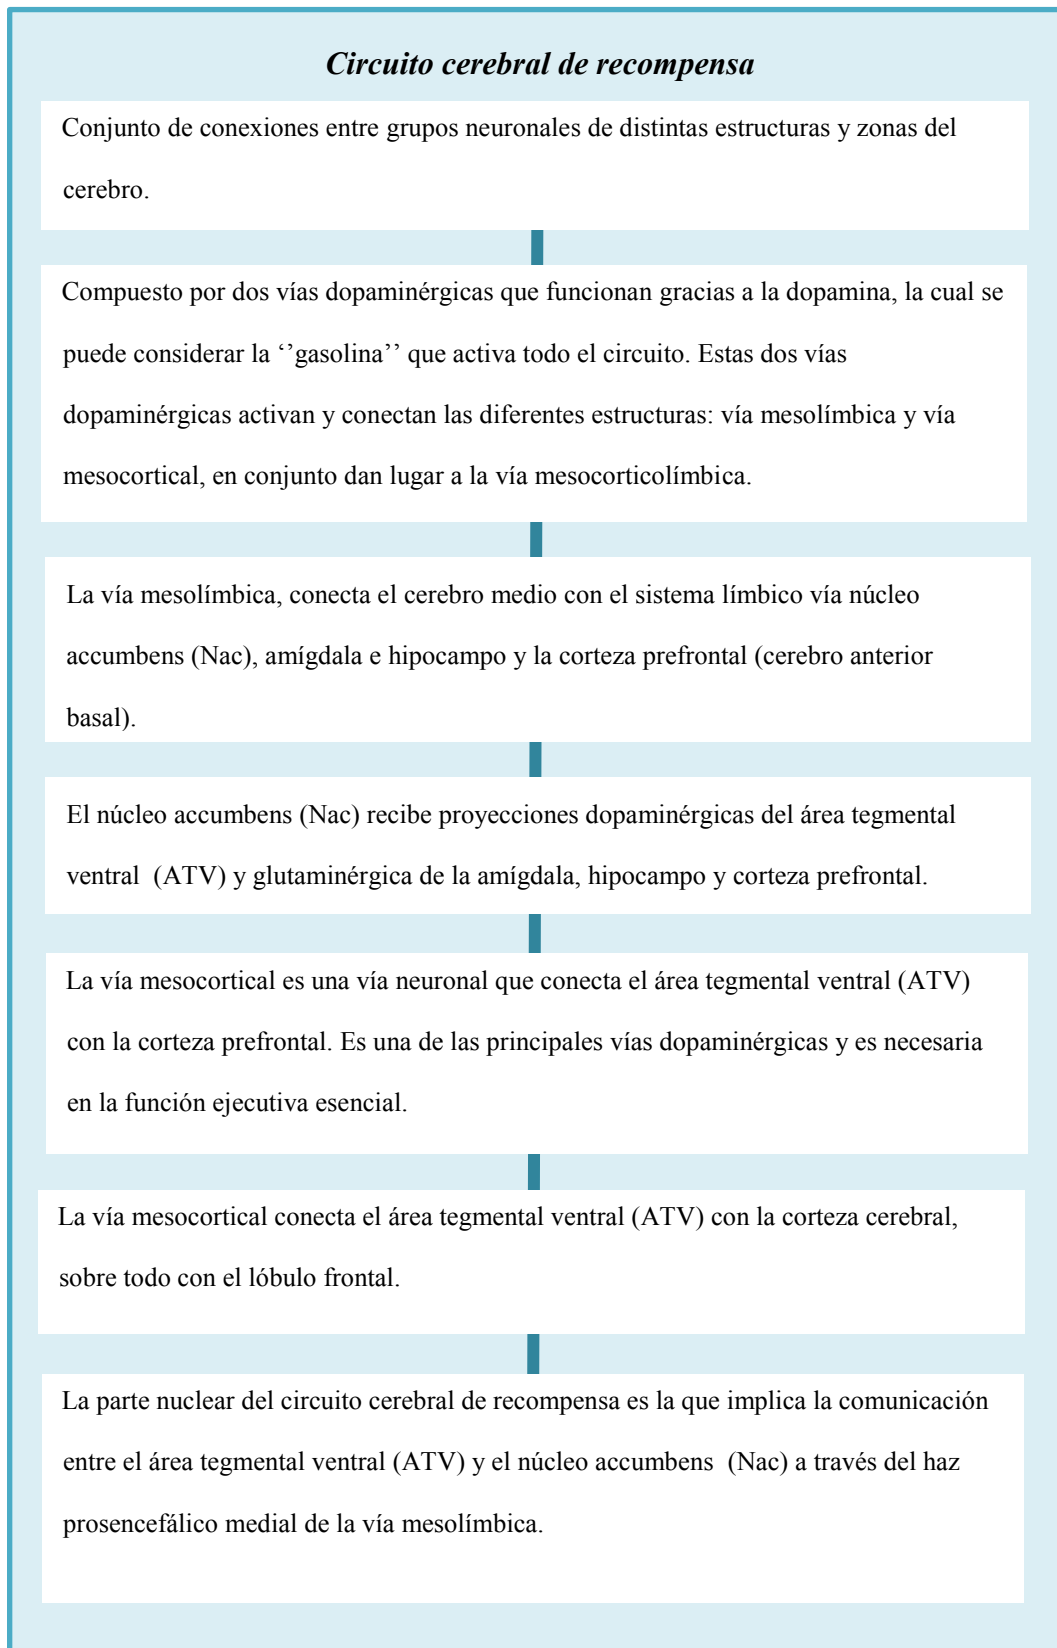 Circuito cerebral de recompensa
Conjunto de conexiones entre grupos neuronales de distintas estructuras y zonas del
cerebro.
Compuesto por dos vías dopaminérgicas que funcionan gracias a la dopamina, la cual se
puede considerar la ‘’gasolina’’ que activa todo el circuito. Estas dos vías
dopaminérgicas activan y conectan las diferentes estructuras: vía mesolímbica y vía
mesocortical, en conjunto dan lugar a la vía mesocorticolímbica.
La vía mesolímbica, conecta el cerebro medio con el sistema límbico vía núcleo
accumbens (Nac), amígdala e hipocampo y la corteza prefrontal (cerebro anterior
basal).
El núcleo accumbens (Nac) recibe proyecciones dopaminérgicas del área tegmental
ventral  (ATV) y glutaminérgica de la amígdala, hipocampo y corteza prefrontal.
La vía mesocortical es una vía neuronal que conecta el área tegmental ventral (ATV)
con la corteza prefrontal. Es una de las principales vías dopaminérgicas y es necesaria
en la función ejecutiva esencial.
La vía mesocortical conecta el área tegmental ventral (ATV) con la corteza cerebral,
sobre todo con el lóbulo frontal.
La parte nuclear del circuito cerebral de recompensa es la que implica la comunicación
entre el área tegmental ventral (ATV) y el núcleo accumbens  (Nac) a través del haz
prosencefálico medial de la vía mesolímbica.